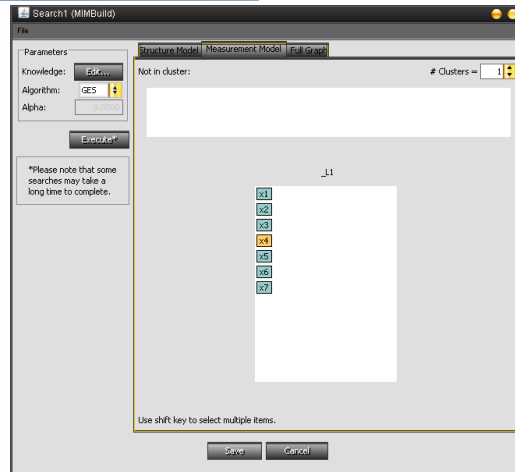 Search1 (MIMBuild)
File
Parameters
Knowledge: Edit...
Algorithm: GES
Alpha: 0.0500
Execute*
*Please note that some
searches may take a
long time to complete.
Structure Model Measurement Model Full Graph
Not in cluster: # Clusters = 1
_L1
x1
x2
x3
x4
x5
x6
x7
Use shift key to select multiple items.
Save Cancel